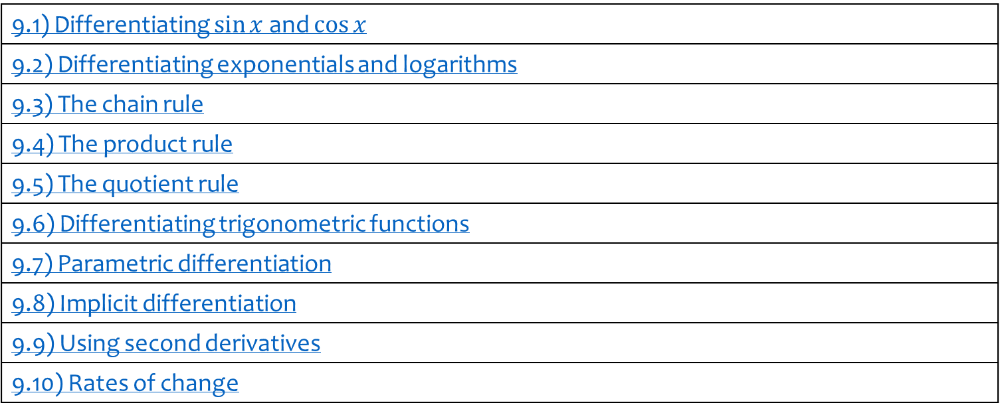 9.1) Differentiating sin x and cos x
9.2) Differentiating exponentials and logarithms
9.3) The chain rule
9.4) The product rule
9.5) The quotient rule
9.6) Differentiating trigonometric functions
9.7) Parametric differentiation
9.8) Implicit differentiation
9.9) Using second derivatives
9.10) Rates of change